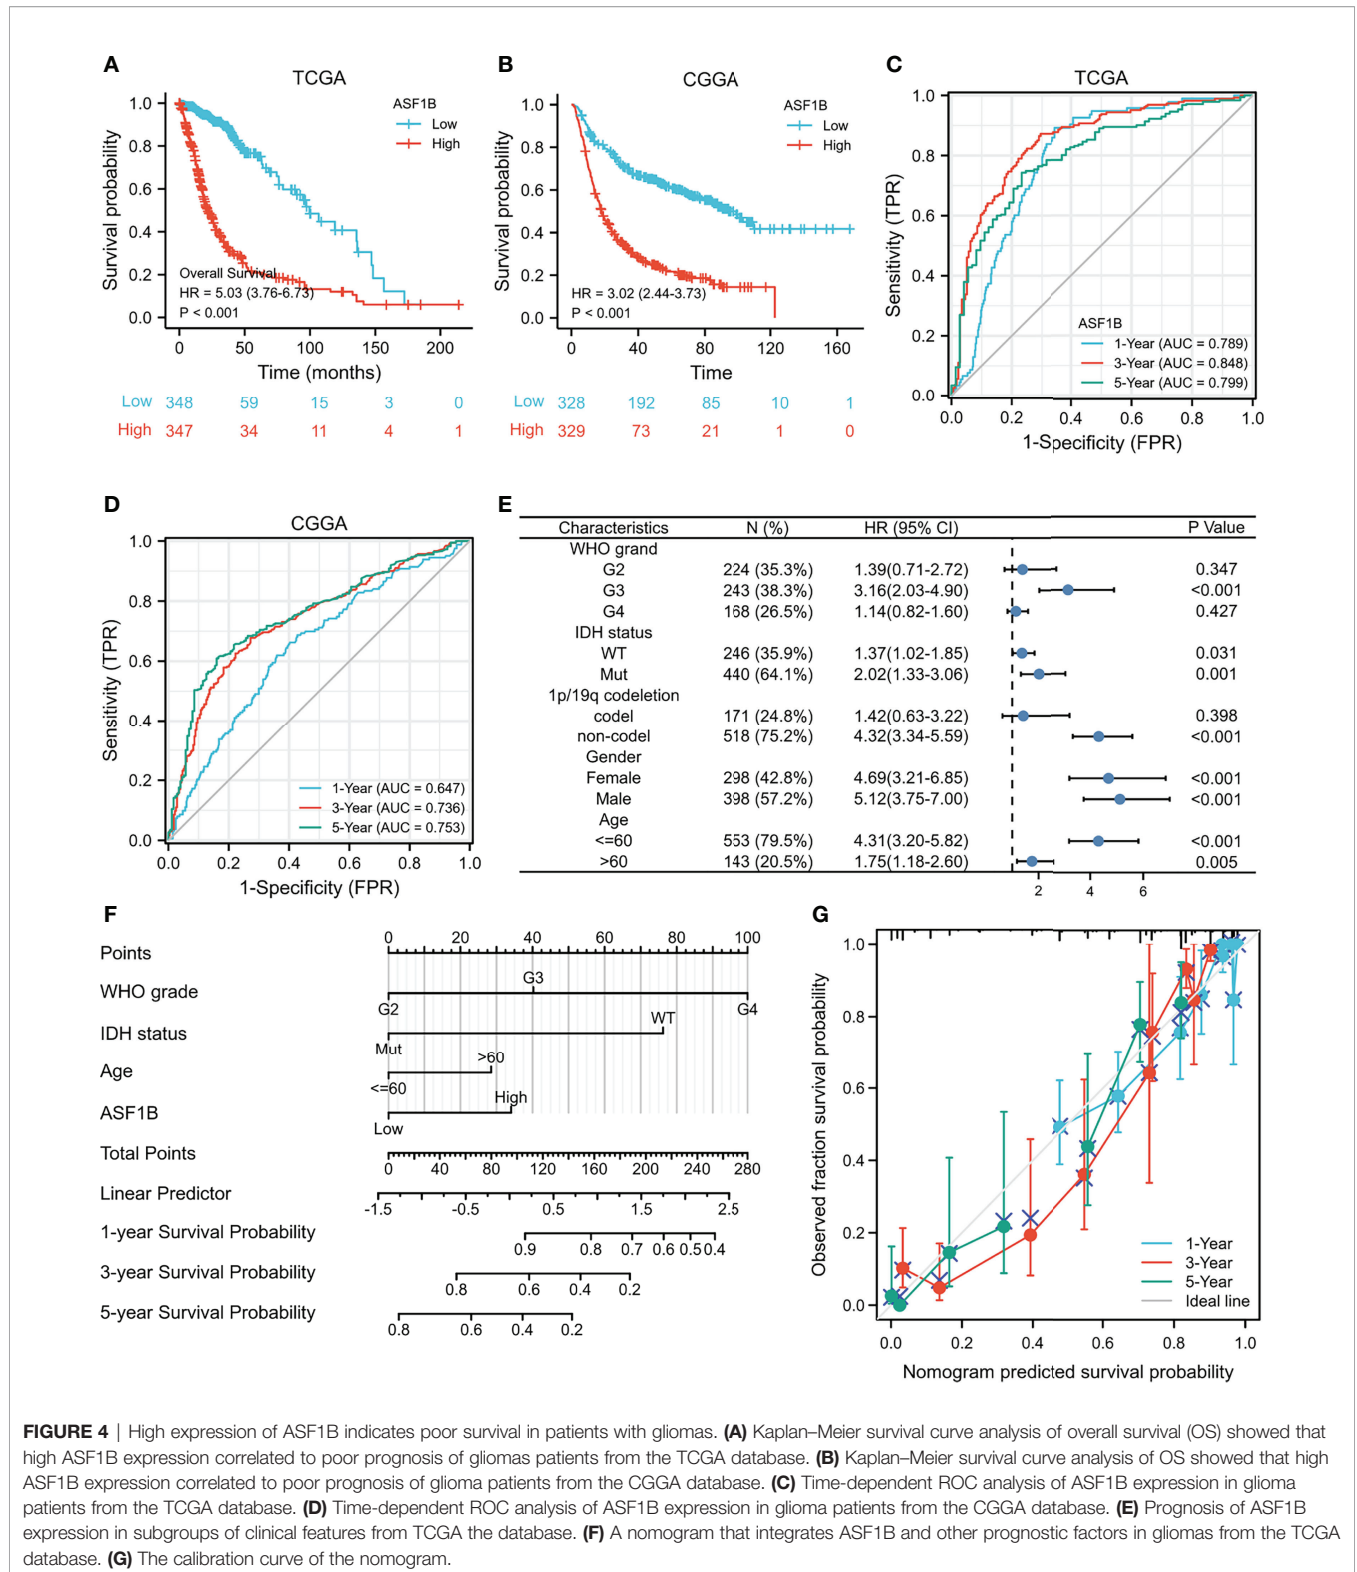 A
TCGA
ASF1B
Low
High
Survival probability
1.0
0.8
0.6
0.4
0.2
0.0
Overall Survival
HR = 5.03 (3.76-6.73)
P < 0.001
0 50 100 150 200
Time (months)
Low 348 59 15 3 0
High 347 34 11 4 1
B
CGGA
ASF1B
Low
High
Survival probability
1.0
0.8
0.6
0.4
0.2
0.0
HR = 3.02 (2.44-3.73)
P < 0.001
0 40 80 120 160
Time
Low 328 192 85 10 1
High 329 73 21 1 0
C
TCGA
Sensitivity (TPR)
1.0
0.8
0.6
0.4
0.2
0.0
ASF1B
1-Year (AUC = 0.789)
3-Year (AUC = 0.848)
5-Year (AUC = 0.799)
0.0 0.2 0.4 0.6 0.8 1.0
1-Specificity (FPR)
D
CGGA
Sensitivity (TPR)
1.0
0.8
0.6
0.4
0.2
0.0
1-Year (AUC = 0.647)
3-Year (AUC = 0.736)
5-Year (AUC = 0.753)
0.0 0.2 0.4 0.6 0.8 1.0
1-Specificity (FPR)
E
Characteristics N (%) HR (95% CI) P Value
WHO grand
G2 224 (35.3%) 1.39(0.71-2.72) 0.347
G3 243 (38.3%) 3.16(2.03-4.90) <0.001
G4 168 (26.5%) 1.14(0.82-1.60) 0.427
IDH status
WT 246 (35.9%) 1.37(1.02-1.85) 0.031
Mut 440 (64.1%) 2.02(1.33-3.06) 0.001
1p/19q codeletion
codel 171 (24.8%) 1.42(0.63-3.22) 0.398
non-codel 518 (75.2%) 4.32(3.34-5.59) <0.001
Gender
Female 298 (42.8%) 4.69(3.21-6.85) <0.001
Male 398 (57.2%) 5.12(3.75-7.00) <0.001
Age
<=60 553 (79.5%) 4.31(3.20-5.82) <0.001
>60 143 (20.5%) 1.75(1.18-2.60) 0.005
2 4 6
F
0 20 40 60 80 100
Points
G3
WHO grade
G2 G4
WT
IDH status
Mut
>60
Age
<=60
High
ASF1B
Low
Total Points
0 40 80 120 160 200 240 280
Linear Predictor
-1.5 -0.5 0.5 1.5 2.5
1-year Survival Probability
0.9 0.8 0.7 0.6 0.5 0.4
3-year Survival Probability
0.8 0.6 0.4 0.2
5-year Survival Probability
0.8 0.6 0.4 0.2
G
Observed fraction survival probability
1.0
0.8
0.6
0.4
0.2
0.0
1-Year
3-Year
5-Year
Ideal line
0.0 0.2 0.4 0.6 0.8 1.0
Nomogram predicted survival probability
FIGURE 4 | High expression of ASF1B indicates poor survival in patients with gliomas. (A) Kaplan–Meier survival curve analysis of overall survival (OS) showed that
high ASF1B expression correlated to poor prognosis of gliomas patients from the TCGA database. (B) Kaplan–Meier survival curve analysis of OS showed that high
ASF1B expression correlated to poor prognosis of glioma patients from the CGGA database. (C) Time-dependent ROC analysis of ASF1B expression in glioma
patients from the TCGA database. (D) Time-dependent ROC analysis of ASF1B expression in glioma patients from the CGGA database. (E) Prognosis of ASF1B
expression in subgroups of clinical features from TCGA the database. (F) A nomogram that integrates ASF1B and other prognostic factors in gliomas from the TCGA
database. (G) The calibration curve of the nomogram.